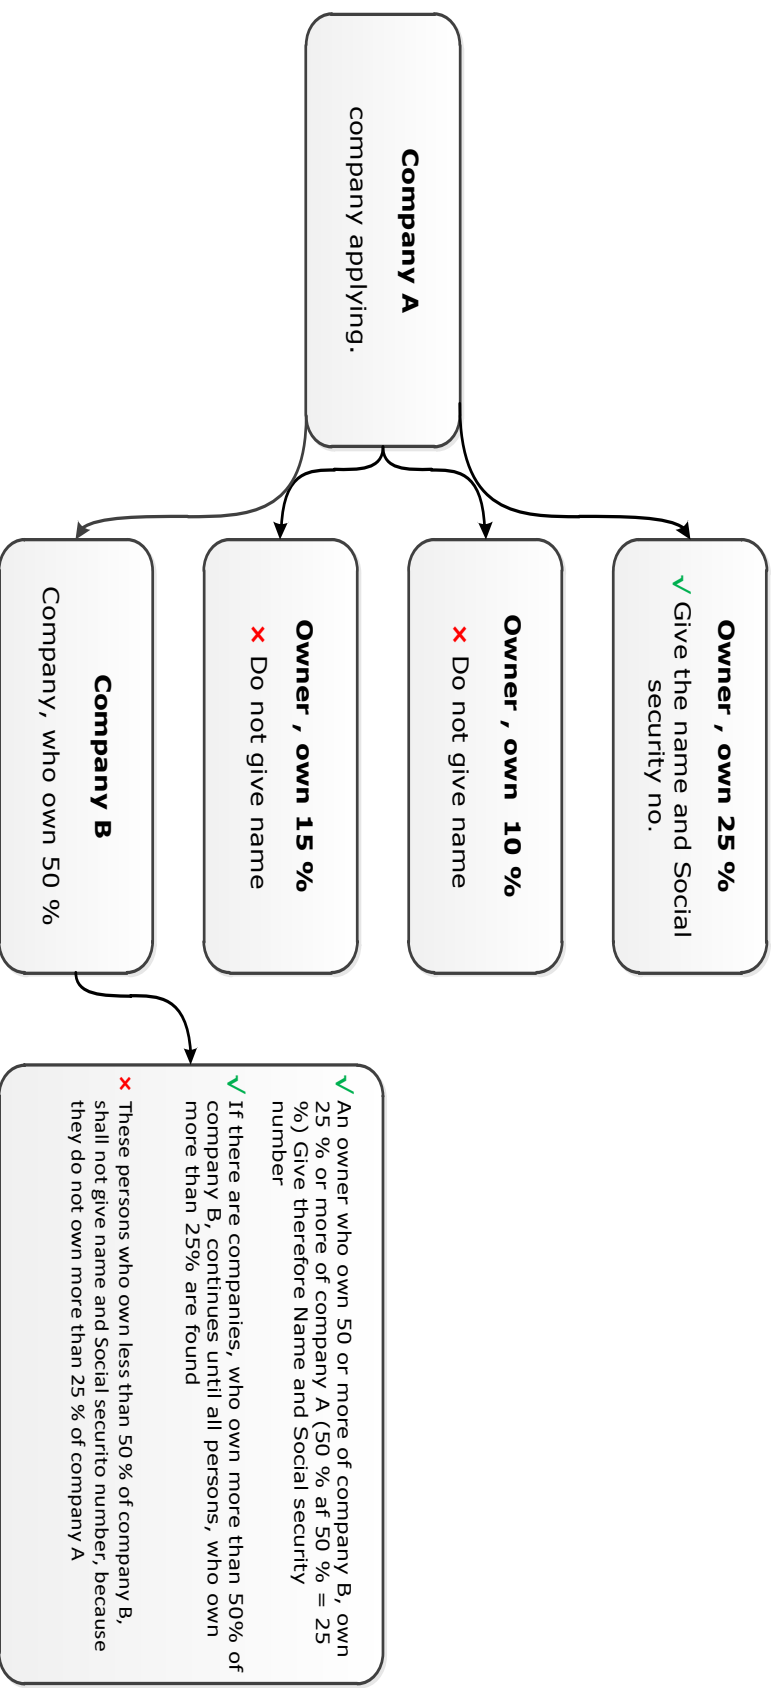 Company A
company applying.
Owner , own 25 %
√ Give the name and Social
security no.
Owner , own  10 %
× Do not give name
Owner , own 15 %
× Do not give name
Company B
Company, who own 50 %
√ An owner who own 50 or more of company B, own
25 % or more of company A (50 % af 50 % = 25
%) Give therefore Name and Social security
number
√ If there are companies, who own more than 50% of
company B, continues until all persons, who own
more than 25% are found
× These persons who own less than 50 % of company B,
shall not give name and Social securito number, because
they do not own more than 25 % of company A